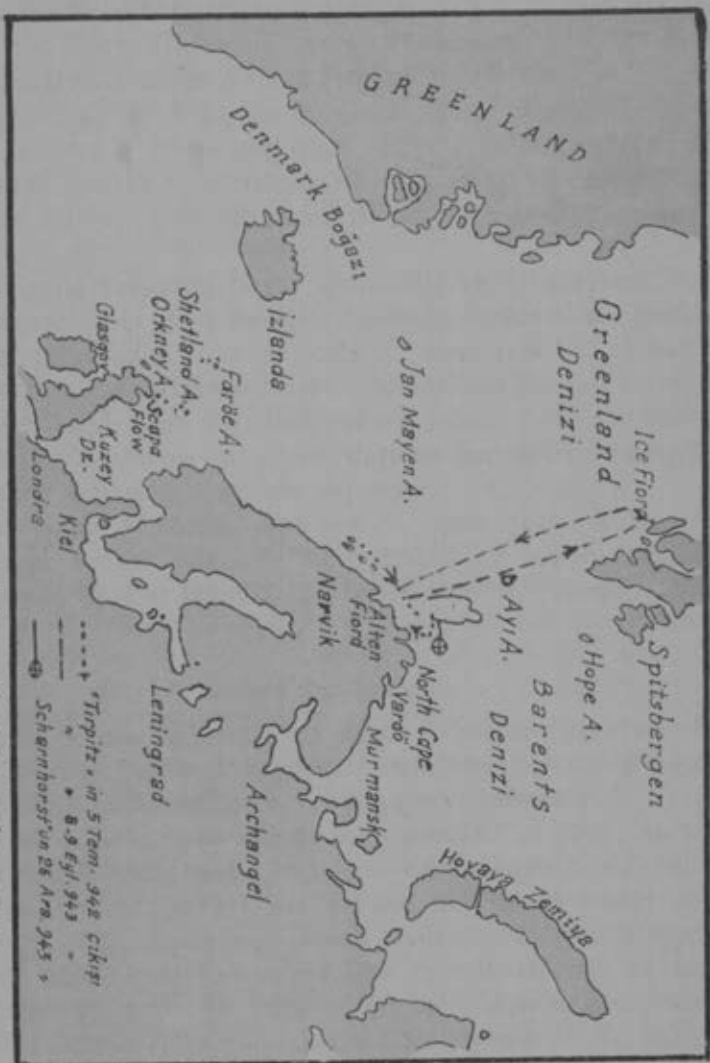 GREENLAND
Denmark Boğazı
İzlanda
Greenland
Denizi
Jan Mayen A.
Ice Fiord
Spitsbergen
Hope A.
Ayı A.
Barents
Denizi
Faröe A.
Shetland A.
Orkney A.
Scapa
Flow
Glasgow
Kuzey
Dz.
Londra
Kiel
Narvik
Alten
Fiord
North Cape
Vardö
Murmansk
Archangel
Leningrad
Novaya Zemlya
"Tirpitz" in 5 Tem. 942 çıkışı
" " 8.9 Eyl. 943 "
Scharnhorst'un 26 Ara. 943 "